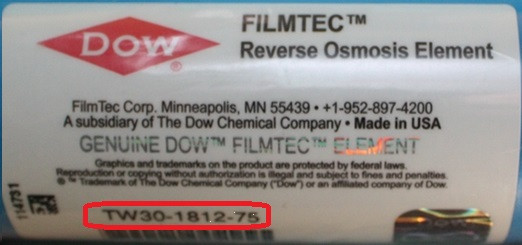 DOW®
FILMTEC™
Reverse Osmosis Element
FilmTec Corp. Minneapolis, MN 55439 • +1-952-897-4200
A subsidiary of The Dow Chemical Company • Made in USA
GENUINE DOW™ FILMTEC™ ELEMENT
Graphics and trademarks on the product are protected by federal laws.
Reproduction or copying without authorization is illegal and subject to fines and penalties.
®™ Trademark of The Dow Chemical Company ("Dow") or an affiliated company of Dow.
TW30-1812-75